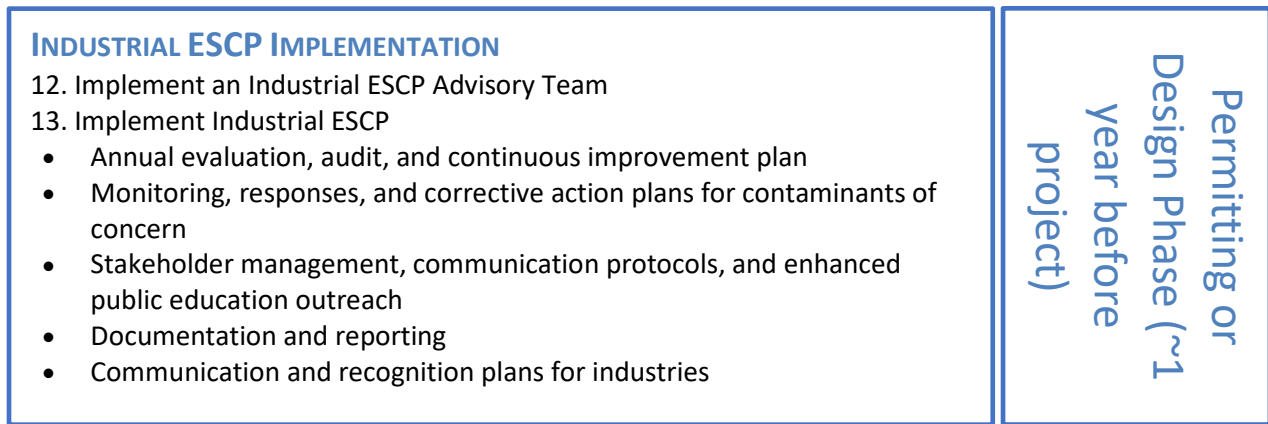 INDUSTRIAL ESCP IMPLEMENTATION
12. Implement an Industrial ESCP Advisory Team
13. Implement Industrial ESCP
• Annual evaluation, audit, and continuous improvement plan
• Monitoring, responses, and corrective action plans for contaminants of
concern
• Stakeholder management, communication protocols, and enhanced
public education outreach
• Documentation and reporting
• Communication and recognition plans for industries
Permitting or
Design Phase (~1
year before
project)